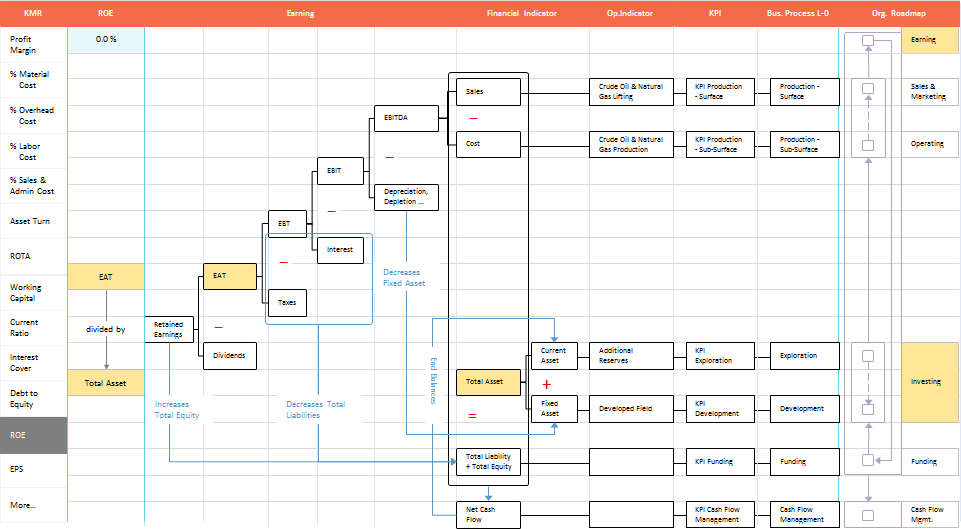 KMR
ROE
Earning
Financial Indicator
Op.Indicator
KPI
Bus. Process L-0
Org. Roadmap
Profit
Margin
% Material
Cost
% Overhead
Cost
% Labor
Cost
% Sales &
Admin Cost
Asset Turn
ROTA
Working
Capital
Current
Ratio
Interest
Cover
Debt to
Equity
ROE
EPS
More...
0.0 %
EAT
divided by
Total Asset
Retained
Earnings
Increases
Total Equity
EAT
–
Dividends
EBT
–
Taxes
Decreases Total
Liabilities
EBIT
–
Interest
EBITDA
–
Depreciation,
Depletion ...
Decreases
Fixed Asset
End Balances
Sales
–
Cost
Total Asset
=
Total Liability
+ Total Equity
Net Cash
Flow
Current
Asset
+
Fixed
Asset
Crude Oil & Natural
Gas Lifting
Crude Oil & Natural
Gas Production
Additional
Reserves
Developed Field
KPI Production
- Surface
KPI Production
- Sub-Surface
KPI
Exploration
KPI
Development
KPI Funding
KPI Cash Flow
Management
Production -
Surface
Production -
Sub-Surface
Exploration
Development
Funding
Cash Flow
Management
Earning
Sales &
Marketing
Operating
Investing
Funding
Cash Flow
Mgmt.